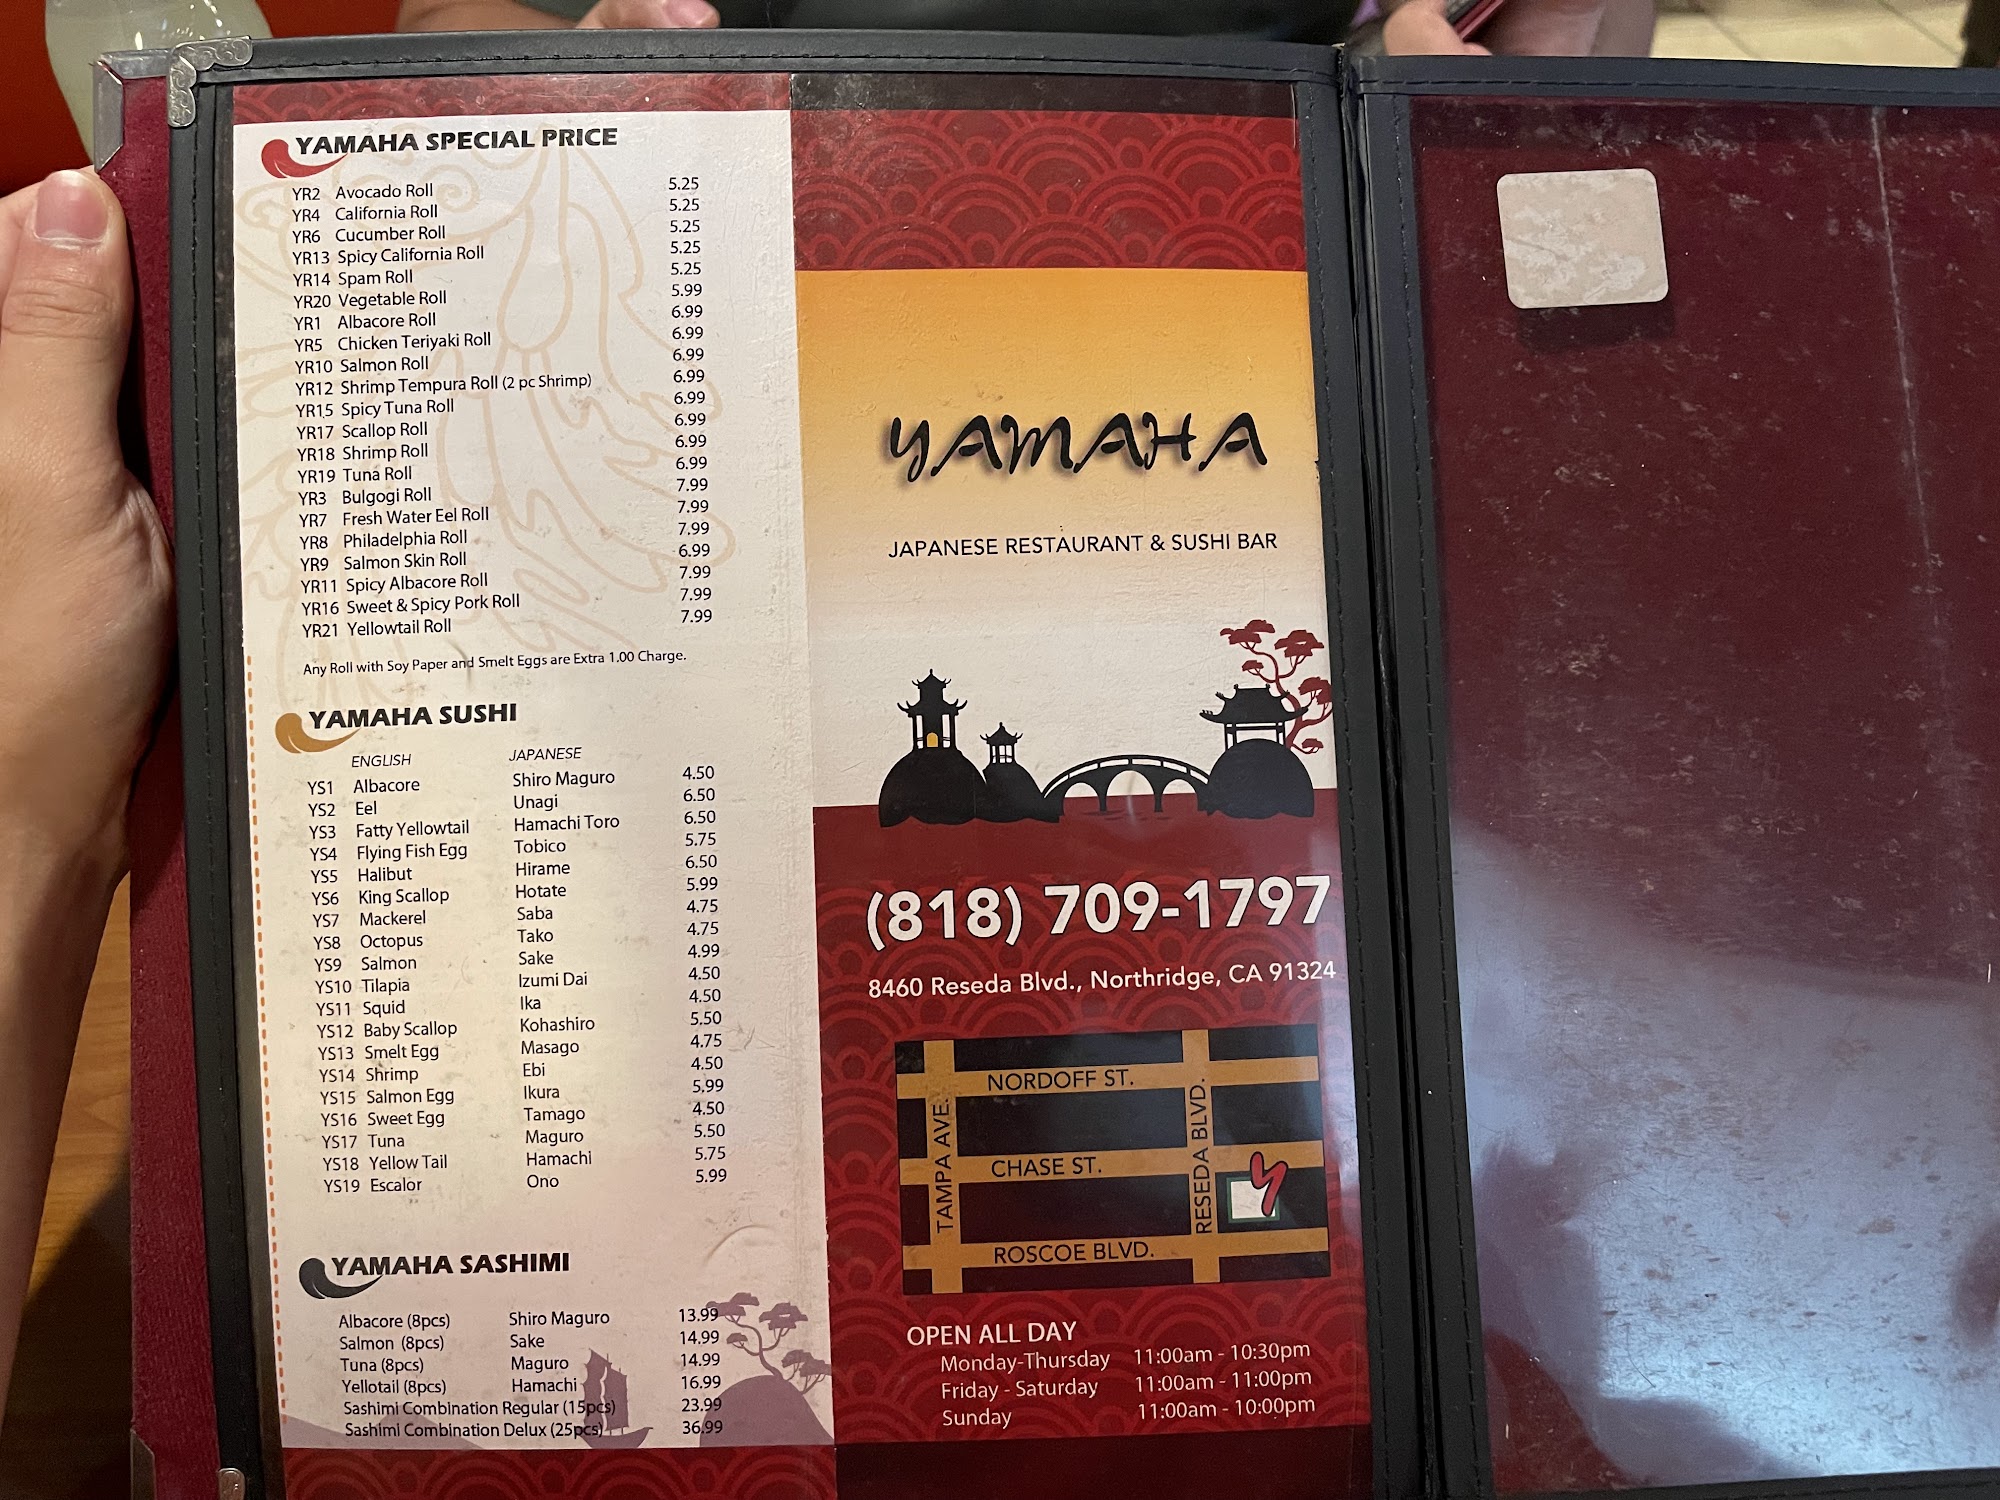 YAMAHA SPECIAL PRICE
YR2 Avocado Roll 5.25
YR4 California Roll 5.25
YR6 Cucumber Roll 5.25
YR13 Spicy California Roll 5.25
YR14 Spam Roll 5.25
YR20 Vegetable Roll 5.99
YR1 Albacore Roll 6.99
YR5 Chicken Teriyaki Roll 6.99
YR10 Salmon Roll 6.99
YR12 Shrimp Tempura Roll (2 pc Shrimp) 6.99
YR15 Spicy Tuna Roll 6.99
YR17 Scallop Roll 6.99
YR18 Shrimp Roll 6.99
YR19 Tuna Roll 6.99
YR3 Bulgogi Roll 7.99
YR7 Fresh Water Eel Roll 7.99
YR8 Philadelphia Roll 7.99
YR9 Salmon Skin Roll 6.99
YR11 Spicy Albacore Roll 7.99
YR16 Sweet & Spicy Pork Roll 7.99
YR21 Yellowtail Roll 7.99
Any Roll with Soy Paper and Smelt Eggs are Extra 1.00 Charge.
YAMAHA SUSHI
ENGLISH JAPANESE
YS1 Albacore Shiro Maguro 4.50
YS2 Eel Unagi 6.50
YS3 Fatty Yellowtail Hamachi Toro 6.50
YS4 Flying Fish Egg Tobico 5.75
YS5 Halibut Hirame 6.50
YS6 King Scallop Hotate 5.99
YS7 Mackerel Saba 4.75
YS8 Octopus Tako 4.75
YS9 Salmon Sake 4.99
YS10 Tilapia Izumi Dai 4.50
YS11 Squid Ika 4.50
YS12 Baby Scallop Kohashiro 5.50
YS13 Smelt Egg Masago 4.75
YS14 Shrimp Ebi 4.50
YS15 Salmon Egg Ikura 5.99
YS16 Sweet Egg Tamago 4.50
YS17 Tuna Maguro 5.50
YS18 Yellow Tail Hamachi 5.75
YS19 Escalor Ono 5.99
YAMAHA SASHIMI
Albacore (8pcs) Shiro Maguro 13.99
Salmon (8pcs) Sake 14.99
Tuna (8pcs) Maguro 14.99
Yellotail (8pcs) Hamachi 16.99
Sashimi Combination Regular (15pcs) 23.99
Sashimi Combination Delux (25pcs) 36.99
YAMAHA
JAPANESE RESTAURANT & SUSHI BAR
(818) 709-1797
8460 Reseda Blvd., Northridge, CA 91324
NORDOFF ST.
TAMPA AVE.
RESEDA BLVD.
CHASE ST.
Y
ROSCOE BLVD.
OPEN ALL DAY
Monday-Thursday 11:00am - 10:30pm
Friday - Saturday 11:00am - 11:00pm
Sunday 11:00am - 10:00pm